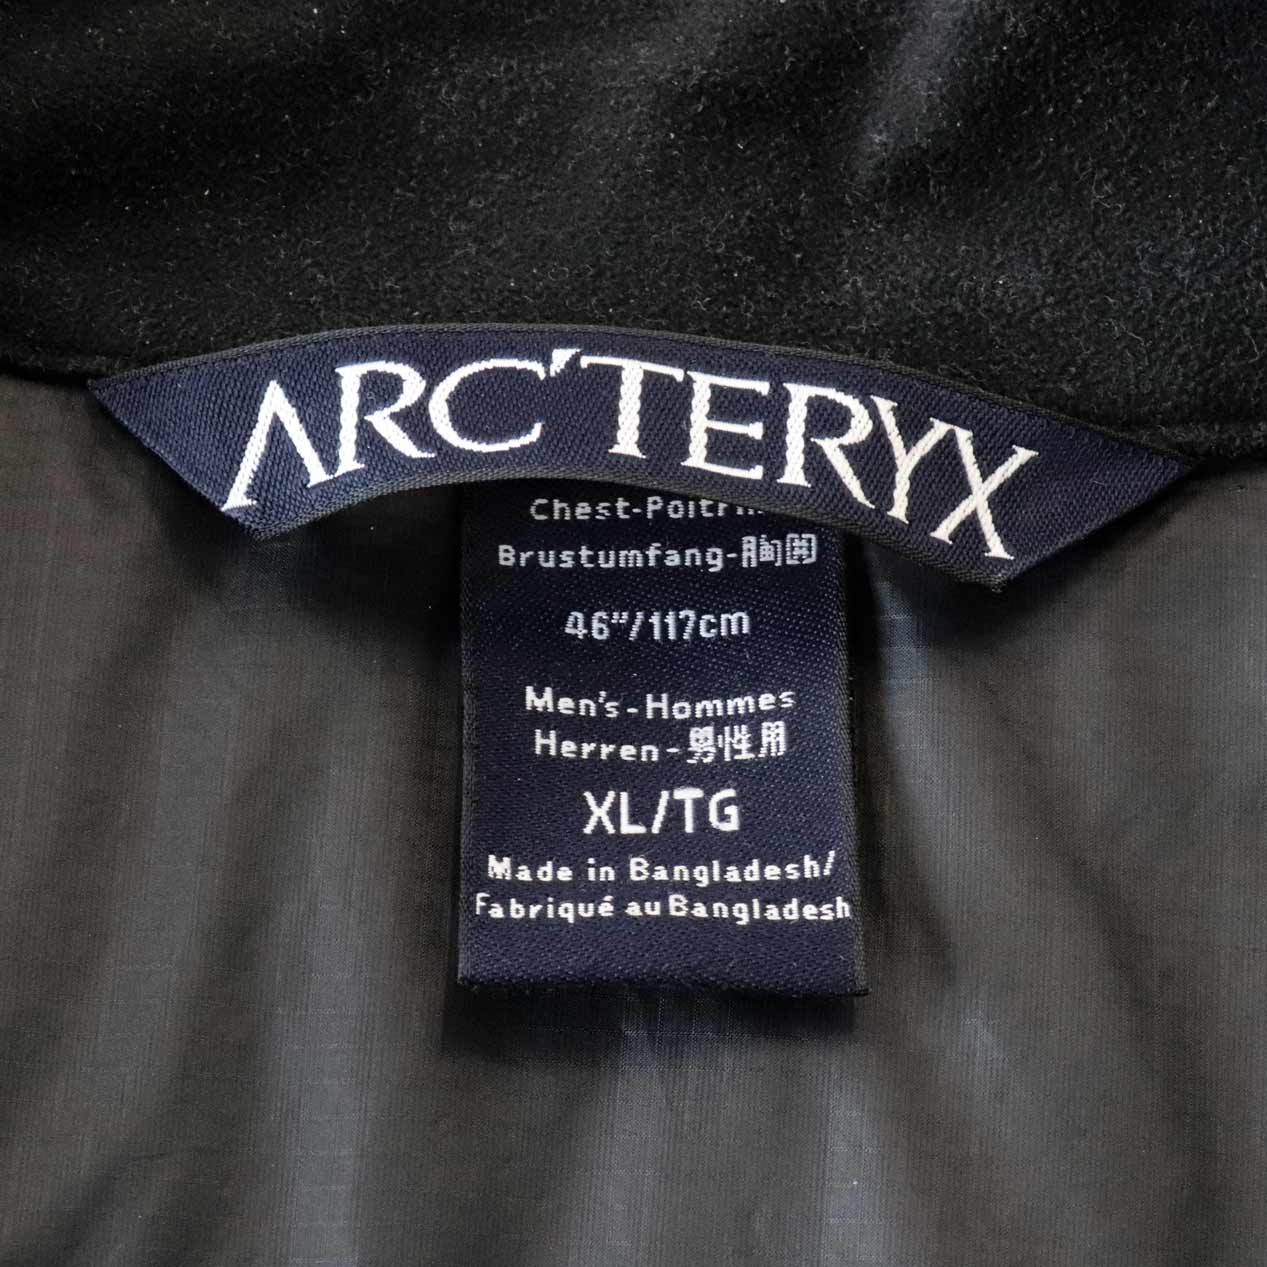 ARC'TERYX
Chest-Poitri
Brustumfang-胸囲
46"/117cm
Men's-Hommes
Herren-男性用
XL/TG
Made in Bangladesh/
Fabriqué au Bangladesh